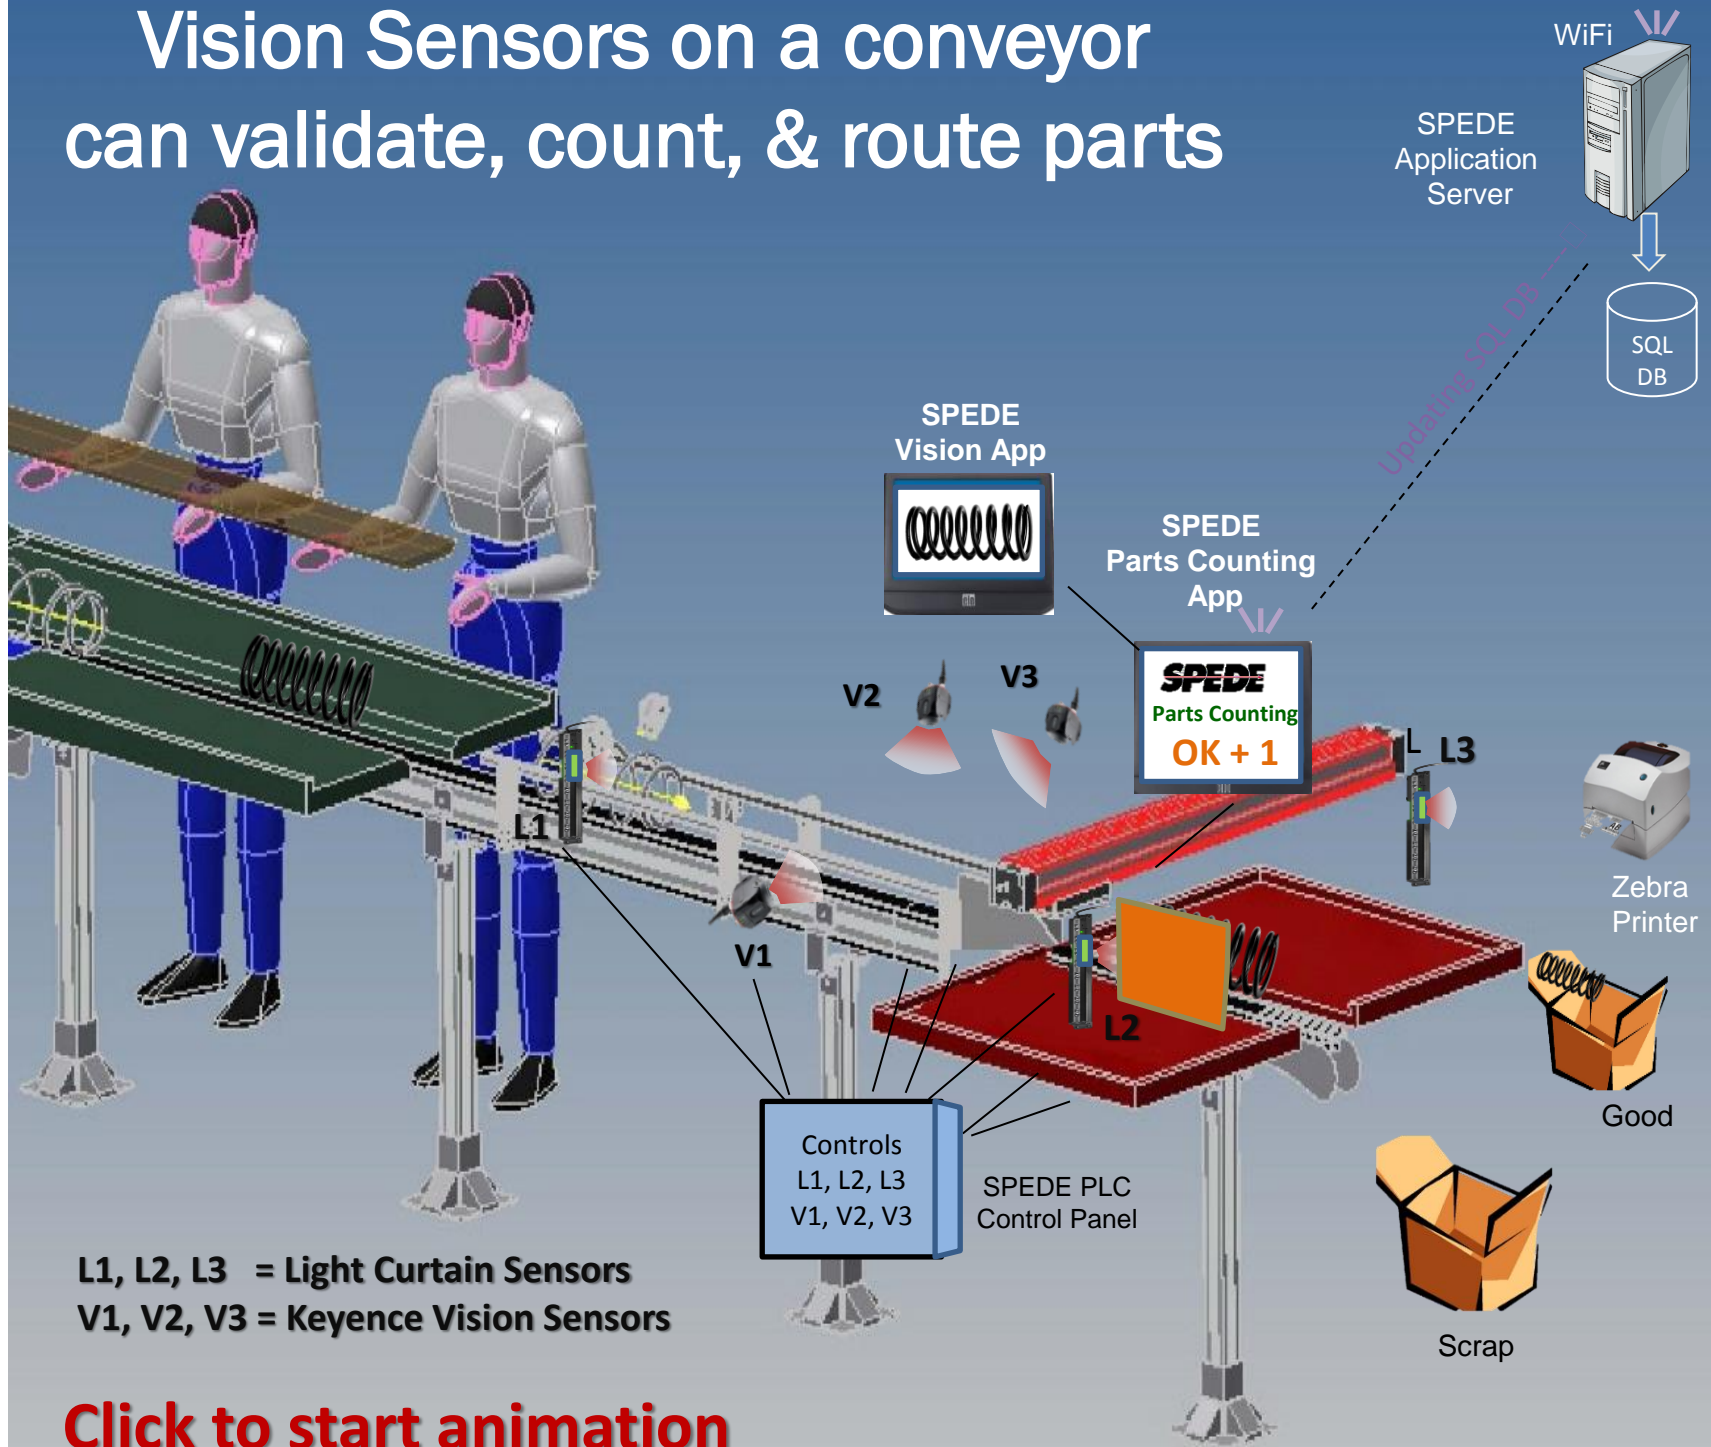 Vision Sensors on a conveyor
can validate, count, & route parts
WiFi
SPEDE
Application
Server
SQL
DB
Updating SQL DB
SPEDE
Vision App
SPEDE
Parts Counting
App
SPEDE
Parts Counting
OK + 1
V2
V3
L
L3
L1
V1
L2
Zebra
Printer
Good
Controls
L1, L2, L3
V1, V2, V3
SPEDE PLC
Control Panel
Scrap
L1, L2, L3 = Light Curtain Sensors
V1, V2, V3 = Keyence Vision Sensors
Click to start animation